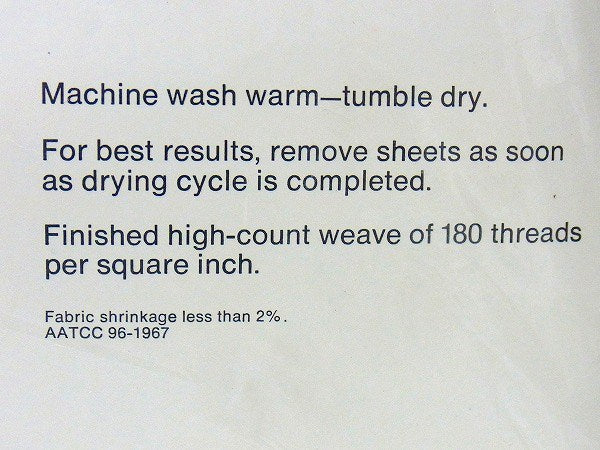 Machine wash warm—tumble dry.
For best results, remove sheets as soon
as drying cycle is completed.
Finished high-count weave of 180 threads
per square inch.
Fabric shrinkage less than 2%.
AATCC 96-1967